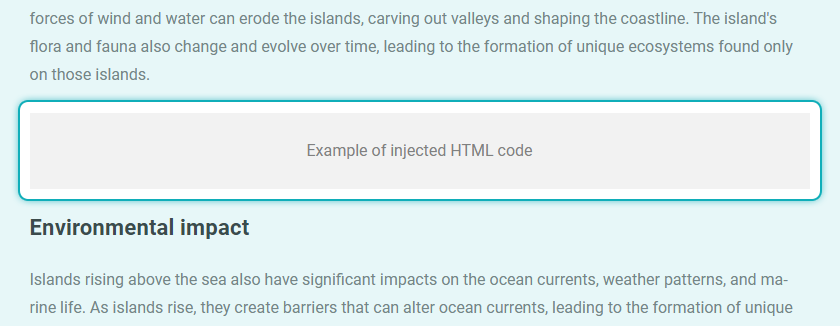 forces of wind and water can erode the islands, carving out valleys and shaping the coastline. The island's
flora and fauna also change and evolve over time, leading to the formation of unique ecosystems found only
on those islands.
Example of injected HTML code
Environmental impact
Islands rising above the sea also have significant impacts on the ocean currents, weather patterns, and ma-
rine life. As islands rise, they create barriers that can alter ocean currents, leading to the formation of unique